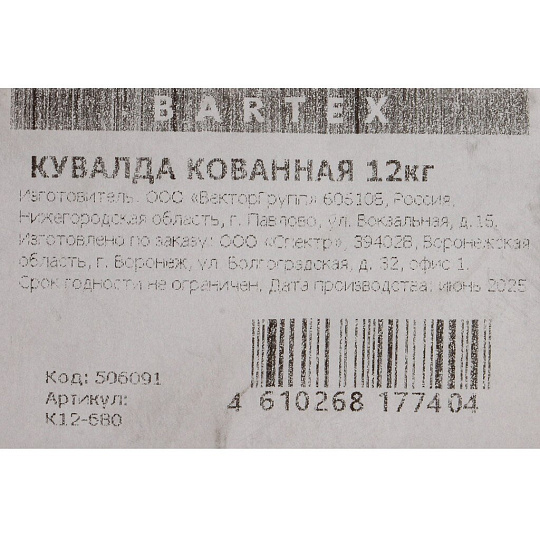 BARTEX
КУВАЛДА КОВАННАЯ 12кг
Изготовитель: ООО «ВекторГрупп» 606108, Россия,
Нижегородская область, г. Павлово, ул. Вокзальная, д.15,
Изготовлено по заказу: ООО «Спектр», 394028, Воронежская
область, г. Воронеж, ул. Волгоградская, д. 32, офис 1.
Срок годности не ограничен. Дата производства: июнь 2025
Код: 506091
Артикул:
К12-680
4 610268 177404